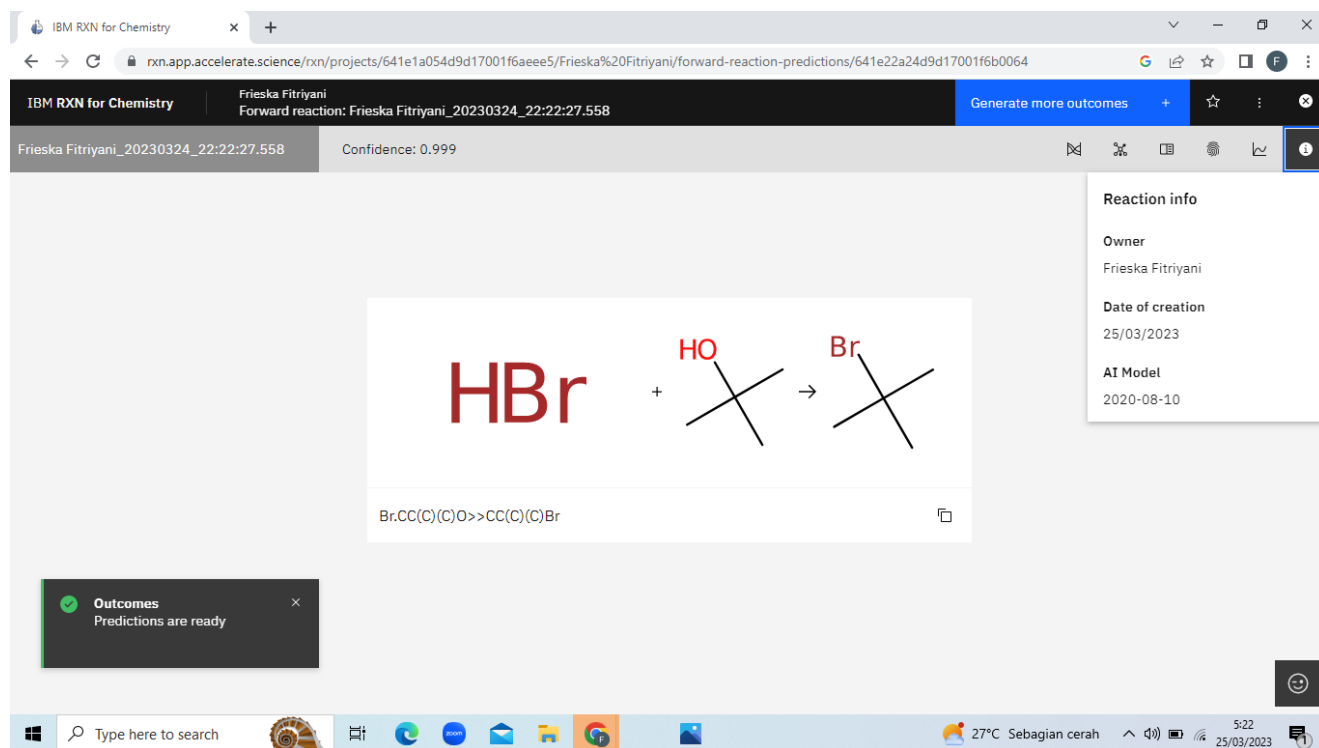 IBM RXN for Chemistry
rxn.app.accelerate.science/rxn/projects/641e1a054d9d17001f6aeee5/Frieska%20Fitriyani/forward-reaction-predictions/641e22a24d9d17001f6b0064
F
IBM RXN for Chemistry
Frieska Fitriyani
Forward reaction: Frieska Fitriyani_20230324_22:22:27.558
Generate more outcomes +
Frieska Fitriyani_20230324_22:22:27.558
Confidence: 0.999
Reaction info
Owner
Frieska Fitriyani
Date of creation
25/03/2023
AI Model
2020-08-10
HBr + HO → Br
Br.CC(C)(C)O>>CC(C)(C)Br
Outcomes
Predictions are ready
Type here to search
zoom
27°C Sebagian cerah
5:22
25/03/2023
1